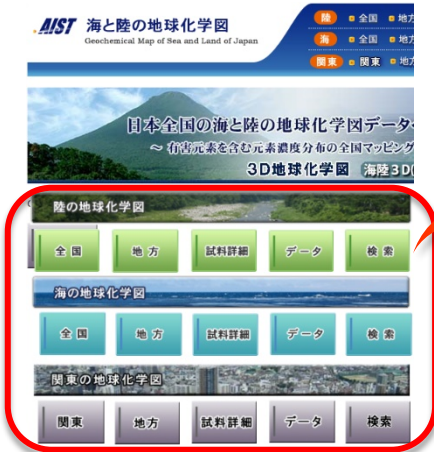 AIST 海と陸の地球化学図
Geochemical Map of Sea and Land of Japan
陸 全国 地方
海 全国 地方
関東 関東 地方
日本全国の海と陸の地球化学図データ
~ 有害元素を含む元素濃度分布の全国マッピング
3D地球化学図 海陸3D
陸の地球化学図
全国 地方 試料詳細 データ 検索
海の地球化学図
全国 地方 試料詳細 データ 検索
関東の地球化学図
関東 地方 試料詳細 データ 検索